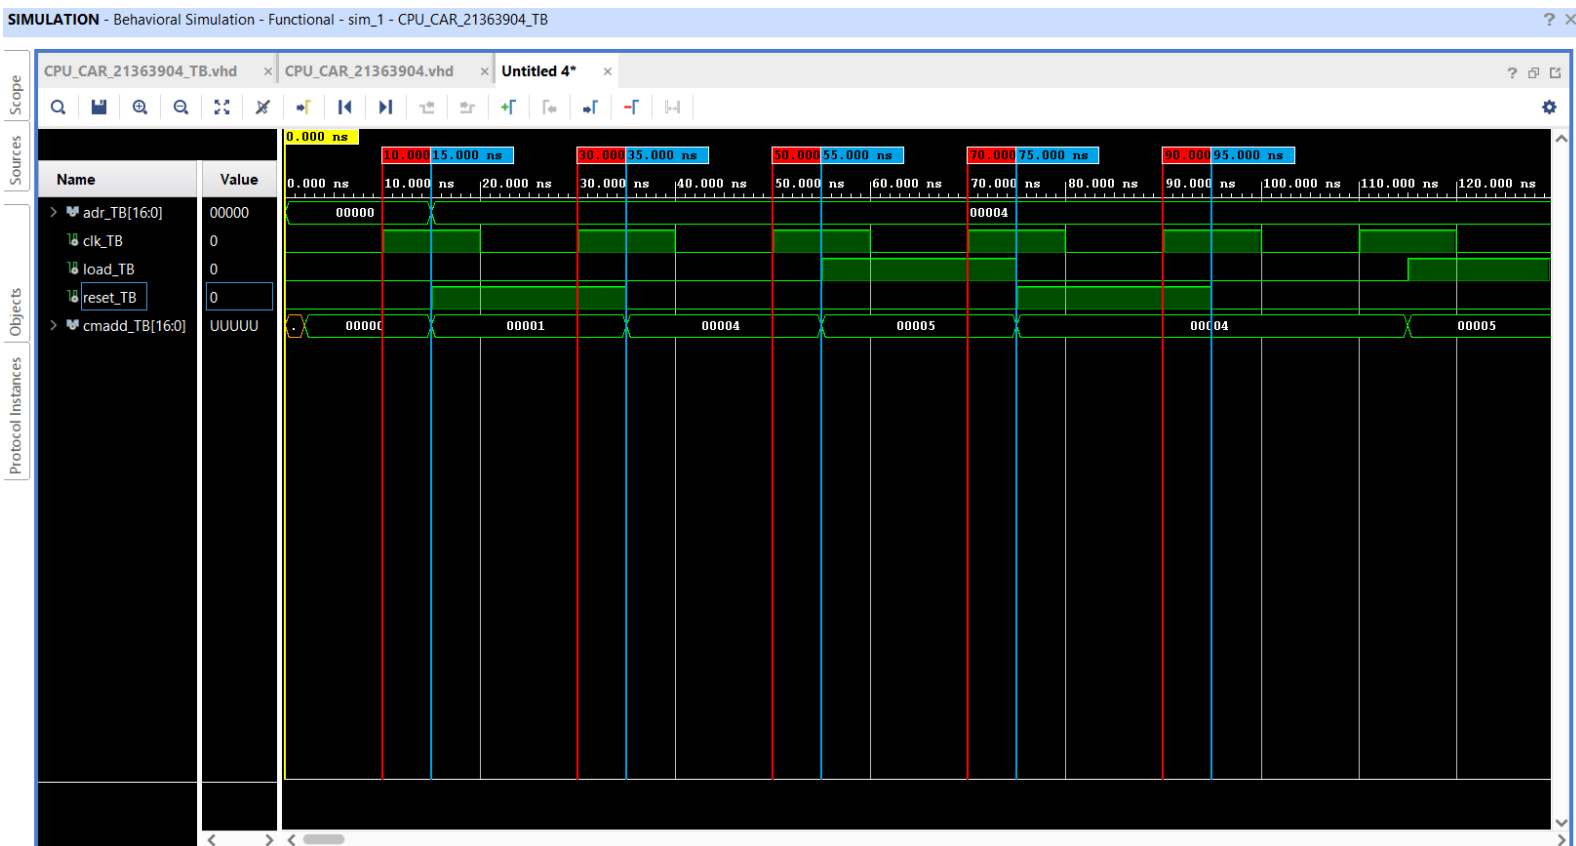 SIMULATION - Behavioral Simulation - Functional - sim_1 - CPU_CAR_21363904_TB
CPU_CAR_21363904_TB.vhd CPU_CAR_21363904.vhd Untitled 4*
Scope
Sources
Objects
Protocol Instances
0.000 ns
10.000 15.000 ns 30.000 35.000 ns 50.000 55.000 ns 70.000 75.000 ns 90.000 95.000 ns
Name Value
0.000 ns 10.000 ns 20.000 ns 30.000 ns 40.000 ns 50.000 ns 60.000 ns 70.000 ns 80.000 ns 90.000 ns 100.000 ns 110.000 ns 120.000 ns
adr_TB[16:0] 00000 00000 00004
clk_TB 0
load_TB 0
reset_TB 0
cmadd_TB[16:0] UUUUU . 00000 00001 00004 00005 00004 00005